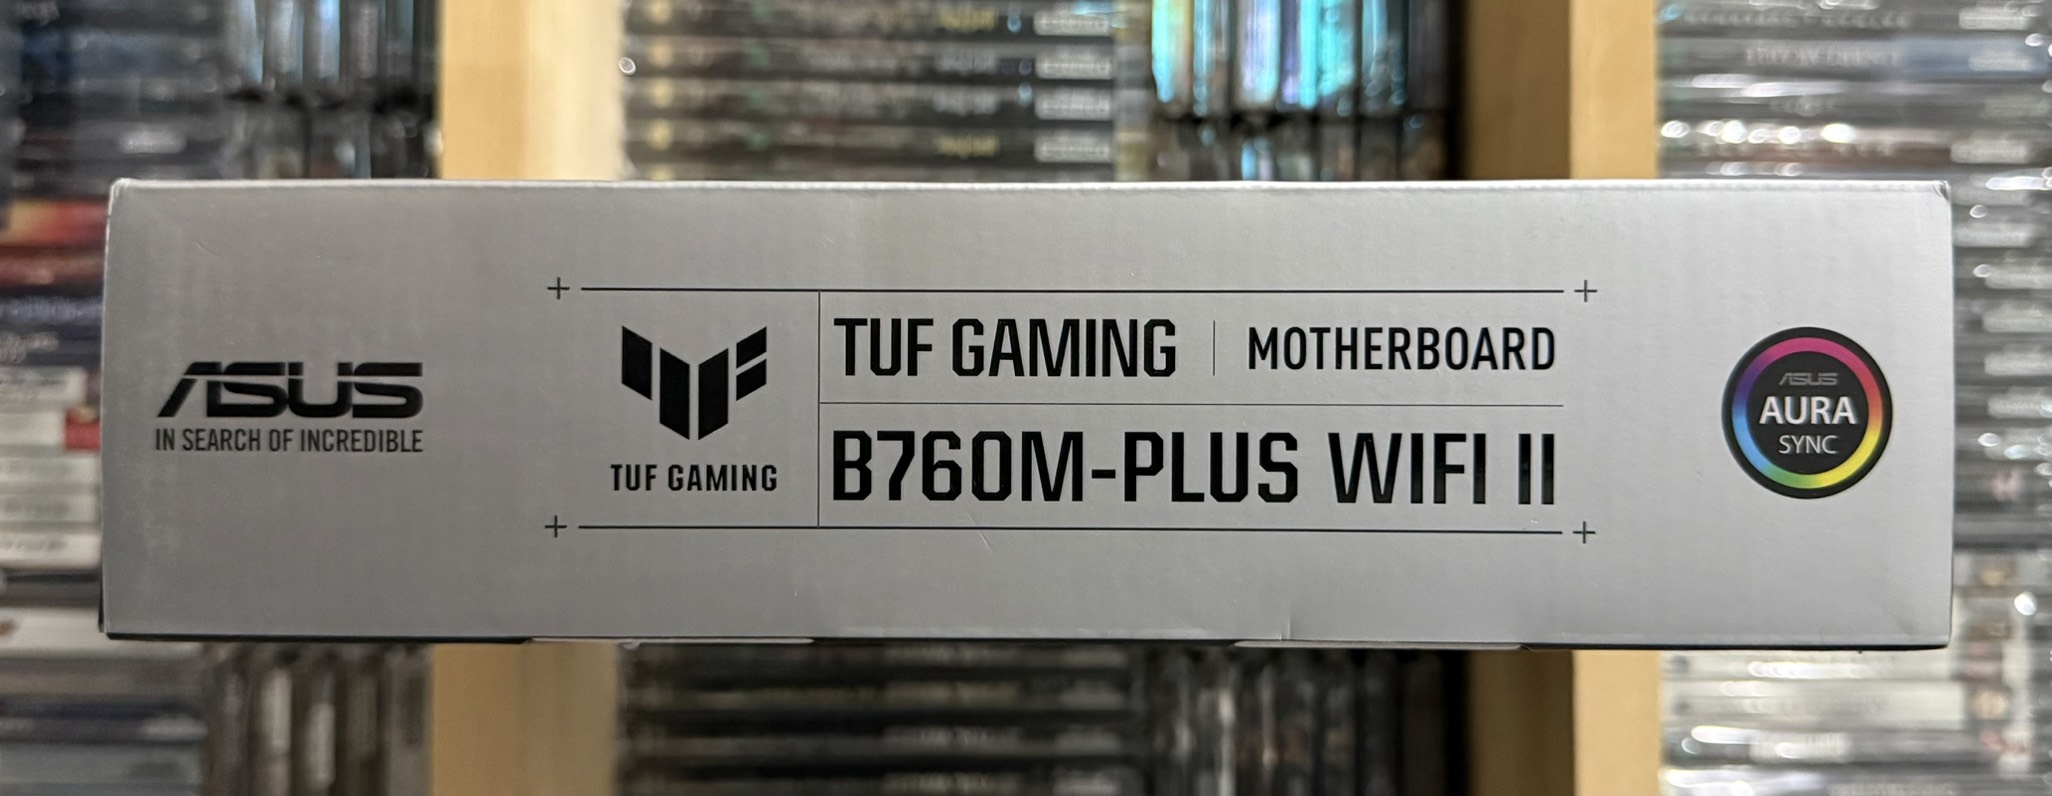 ASUS
IN SEARCH OF INCREDIBLE
TUF GAMING
TUF GAMING | MOTHERBOARD
B760M-PLUS WIFI II
ASUS
AURA
SYNC